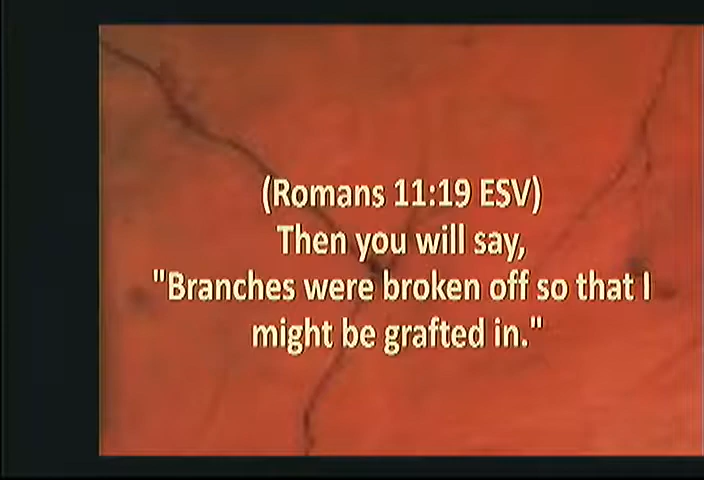 (Romans 11:19 ESV)
Then you will say,
"Branches were broken off so that I
might be grafted in."